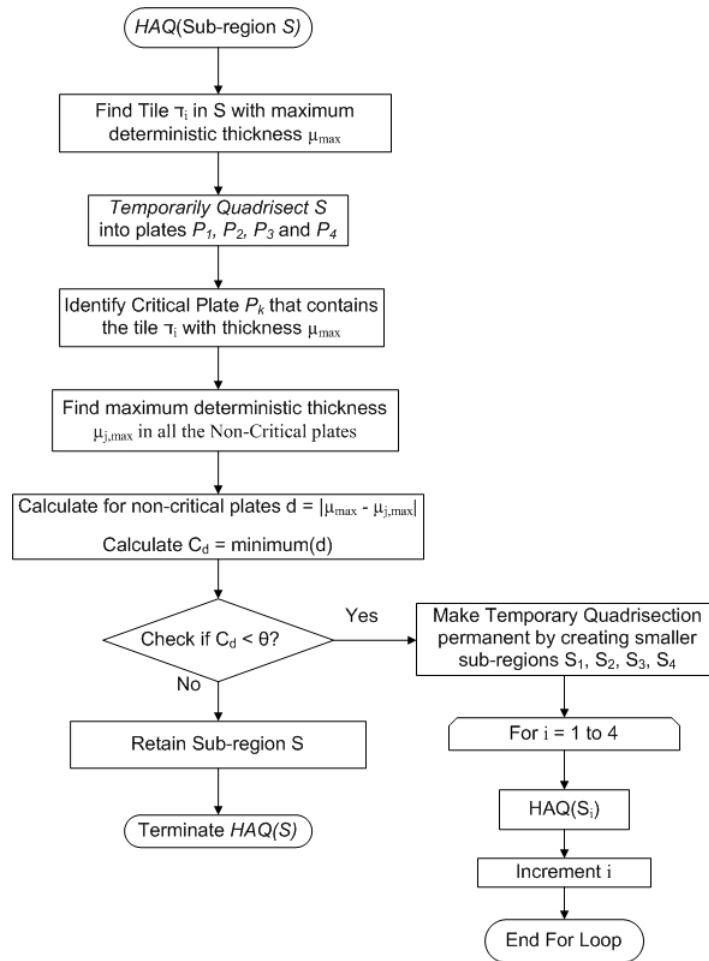 HAQ(Sub-region S)
Find Tile ℸi in S with maximum
deterministic thickness μmax
Temporarily Quadrisect S
into plates P1, P2, P3 and P4
Identify Critical Plate Pk that contains
the tile ℸi with thickness μmax
Find maximum deterministic thickness
μj,max in all the Non-Critical plates
Calculate for non-critical plates d = |μmax - μj,max|
Calculate Cd = minimum(d)
Check if Cd < θ?
Yes
No
Retain Sub-region S
Terminate HAQ(S)
Make Temporary Quadrisection
permanent by creating smaller
sub-regions S1, S2, S3, S4
For i = 1 to 4
HAQ(Si)
Increment i
End For Loop